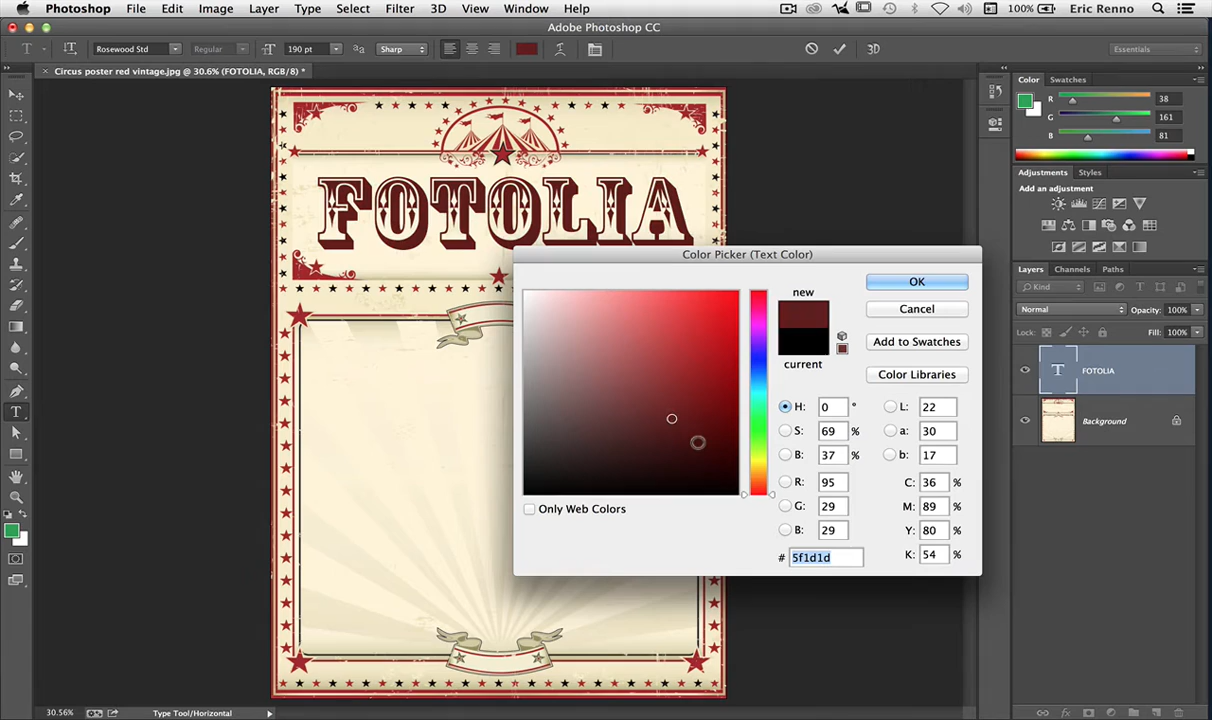 Photoshop File Edit Image Layer Type Select Filter 3D View Window Help 100% Eric Renno
Adobe Photoshop CC
T Rosewood Std Regular 190 pt Sharp 3D Essentials
Circus poster red vintage.jpg @ 30.6% (FOTOLIA, RGB/8) *
Color Swatches
R 38
G 161
B 81
Adjustments Styles
Add an adjustment
FOTOLIA
Color Picker (Text Color)
new
current
OK
Cancel
Add to Swatches
Color Libraries
H: 0 °
S: 69 %
B: 37 %
R: 95
G: 29
B: 29
# 5f1d1d
L: 22
a: 30
b: 17
C: 36 %
M: 89 %
Y: 80 %
K: 54 %
Only Web Colors
Layers Channels Paths
Kind
Normal Opacity: 100%
Lock: Fill: 100%
T FOTOLIA
Background
30.56% Type Tool/Horizontal